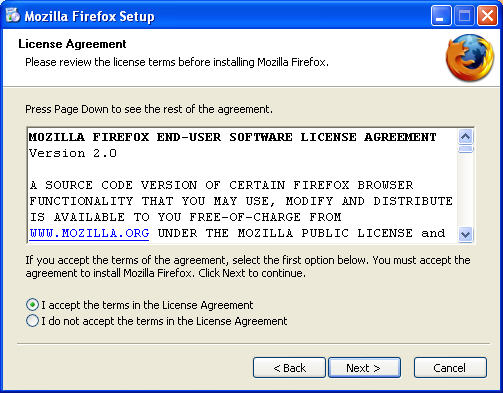 Mozilla Firefox Setup
License Agreement
Please review the license terms before installing Mozilla Firefox.
Press Page Down to see the rest of the agreement.
MOZILLA FIREFOX END-USER SOFTWARE LICENSE AGREEMENT
Version 2.0
A SOURCE CODE VERSION OF CERTAIN FIREFOX BROWSER
FUNCTIONALITY THAT YOU MAY USE, MODIFY AND DISTRIBUTE
IS AVAILABLE TO YOU FREE-OF-CHARGE FROM
WWW.MOZILLA.ORG UNDER THE MOZILLA PUBLIC LICENSE and
If you accept the terms of the agreement, select the first option below. You must accept the
agreement to install Mozilla Firefox. Click Next to continue.
I accept the terms in the License Agreement
I do not accept the terms in the License Agreement
< Back Next > Cancel